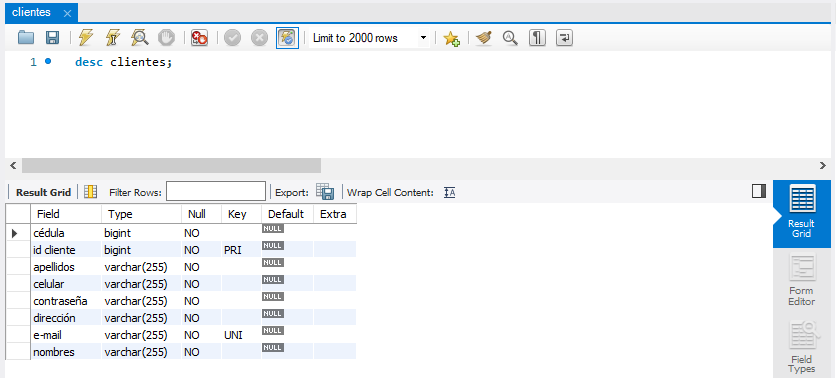 clientes
Limit to 2000 rows
1 desc clientes;
Result Grid Filter Rows: Export: Wrap Cell Content:
Field Type Null Key Default Extra
cédula bigint NO NULL
id cliente bigint NO PRI NULL
apellidos varchar(255) NO NULL
celular varchar(255) NO NULL
contraseña varchar(255) NO NULL
dirección varchar(255) NO NULL
e-mail varchar(255) NO UNI NULL
nombres varchar(255) NO NULL
Result
Grid
Form
Editor
Field
Types